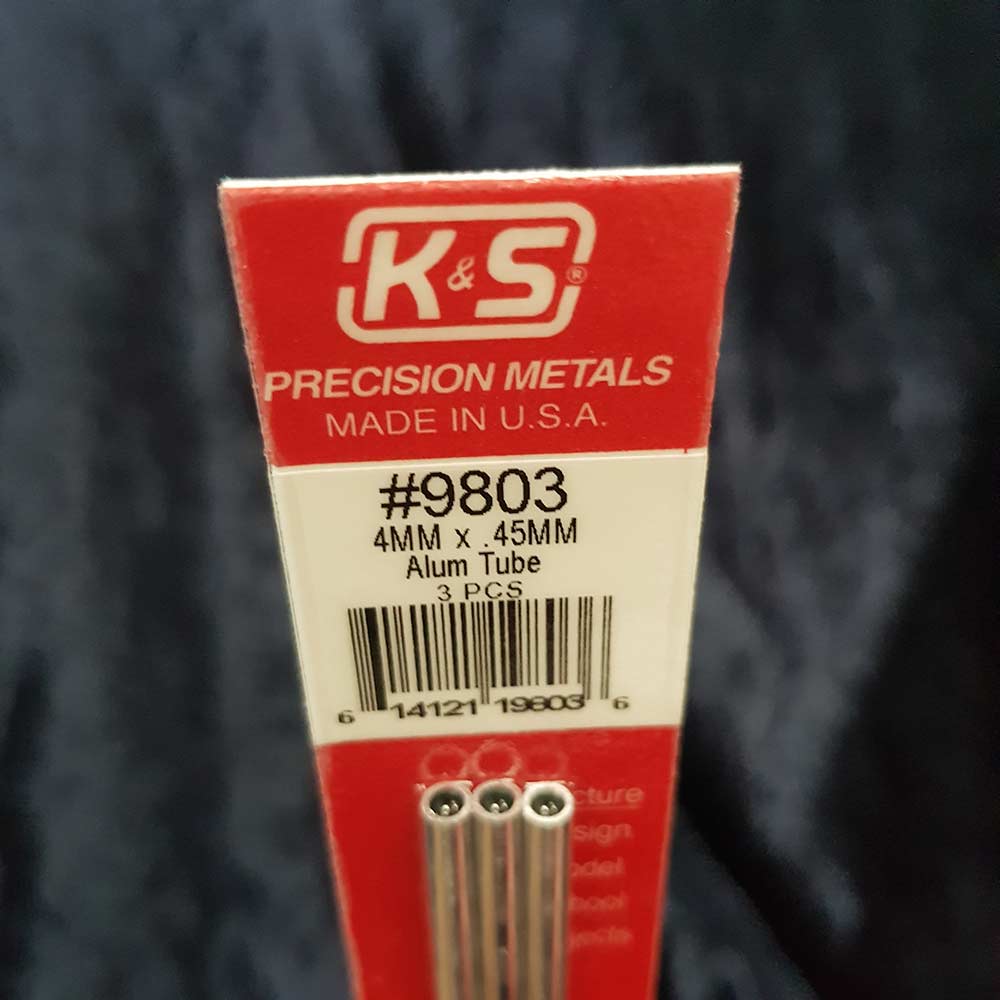 K&S®
PRECISION METALS
MADE IN U.S.A.
#9803
4MM x .45MM
Alum Tube
3 PCS
6 14121 19803 6